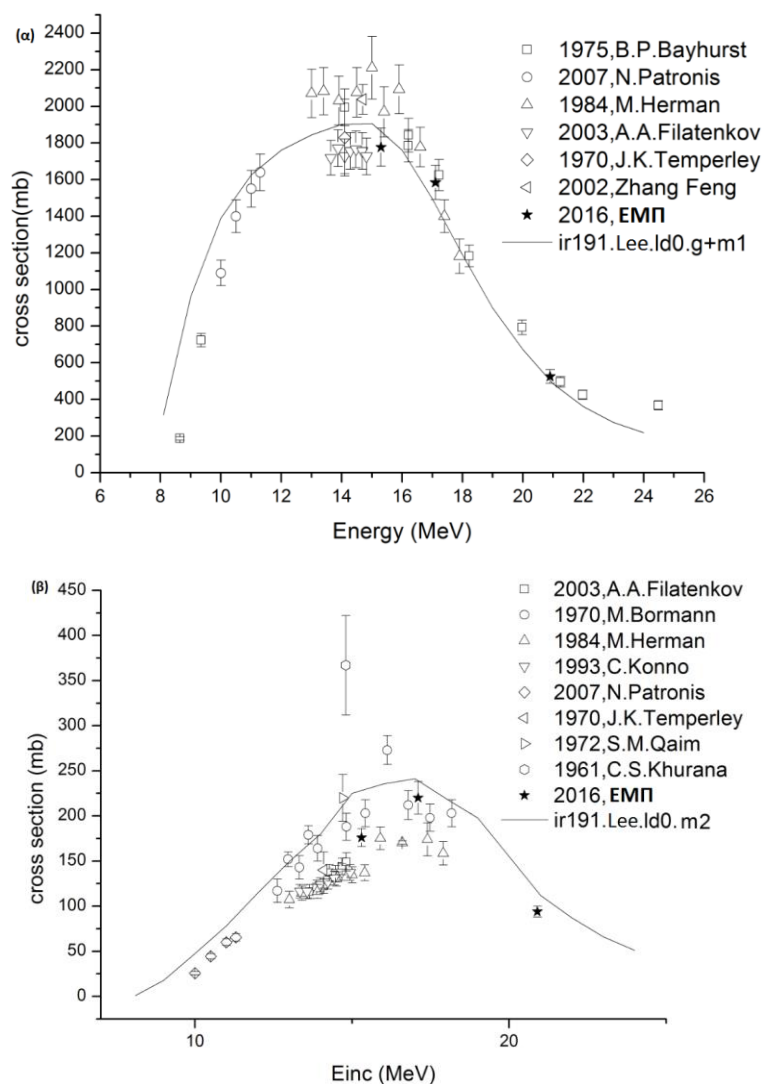 (α)
2400
2200
2000
1800
1600
1400
1200
1000
800
600
400
200
0
cross section(mb)
6 8 10 12 14 16 18 20 22 24 26
Energy (MeV)
1975,B.P.Bayhurst
2007,N.Patronis
1984,M.Herman
2003,A.A.Filatenkov
1970,J.K.Temperley
2002,Zhang Feng
2016, ΕΜΠ
ir191.Lee.ld0.g+m1
(β)
450
400
350
300
250
200
150
100
50
0
cross section (mb)
10 20
Einc (MeV)
2003,A.A.Filatenkov
1970,M.Bormann
1984,M.Herman
1993,C.Konno
2007,N.Patronis
1970,J.K.Temperley
1972,S.M.Qaim
1961,C.S.Khurana
2016, ΕΜΠ
ir191.Lee.ld0.m2